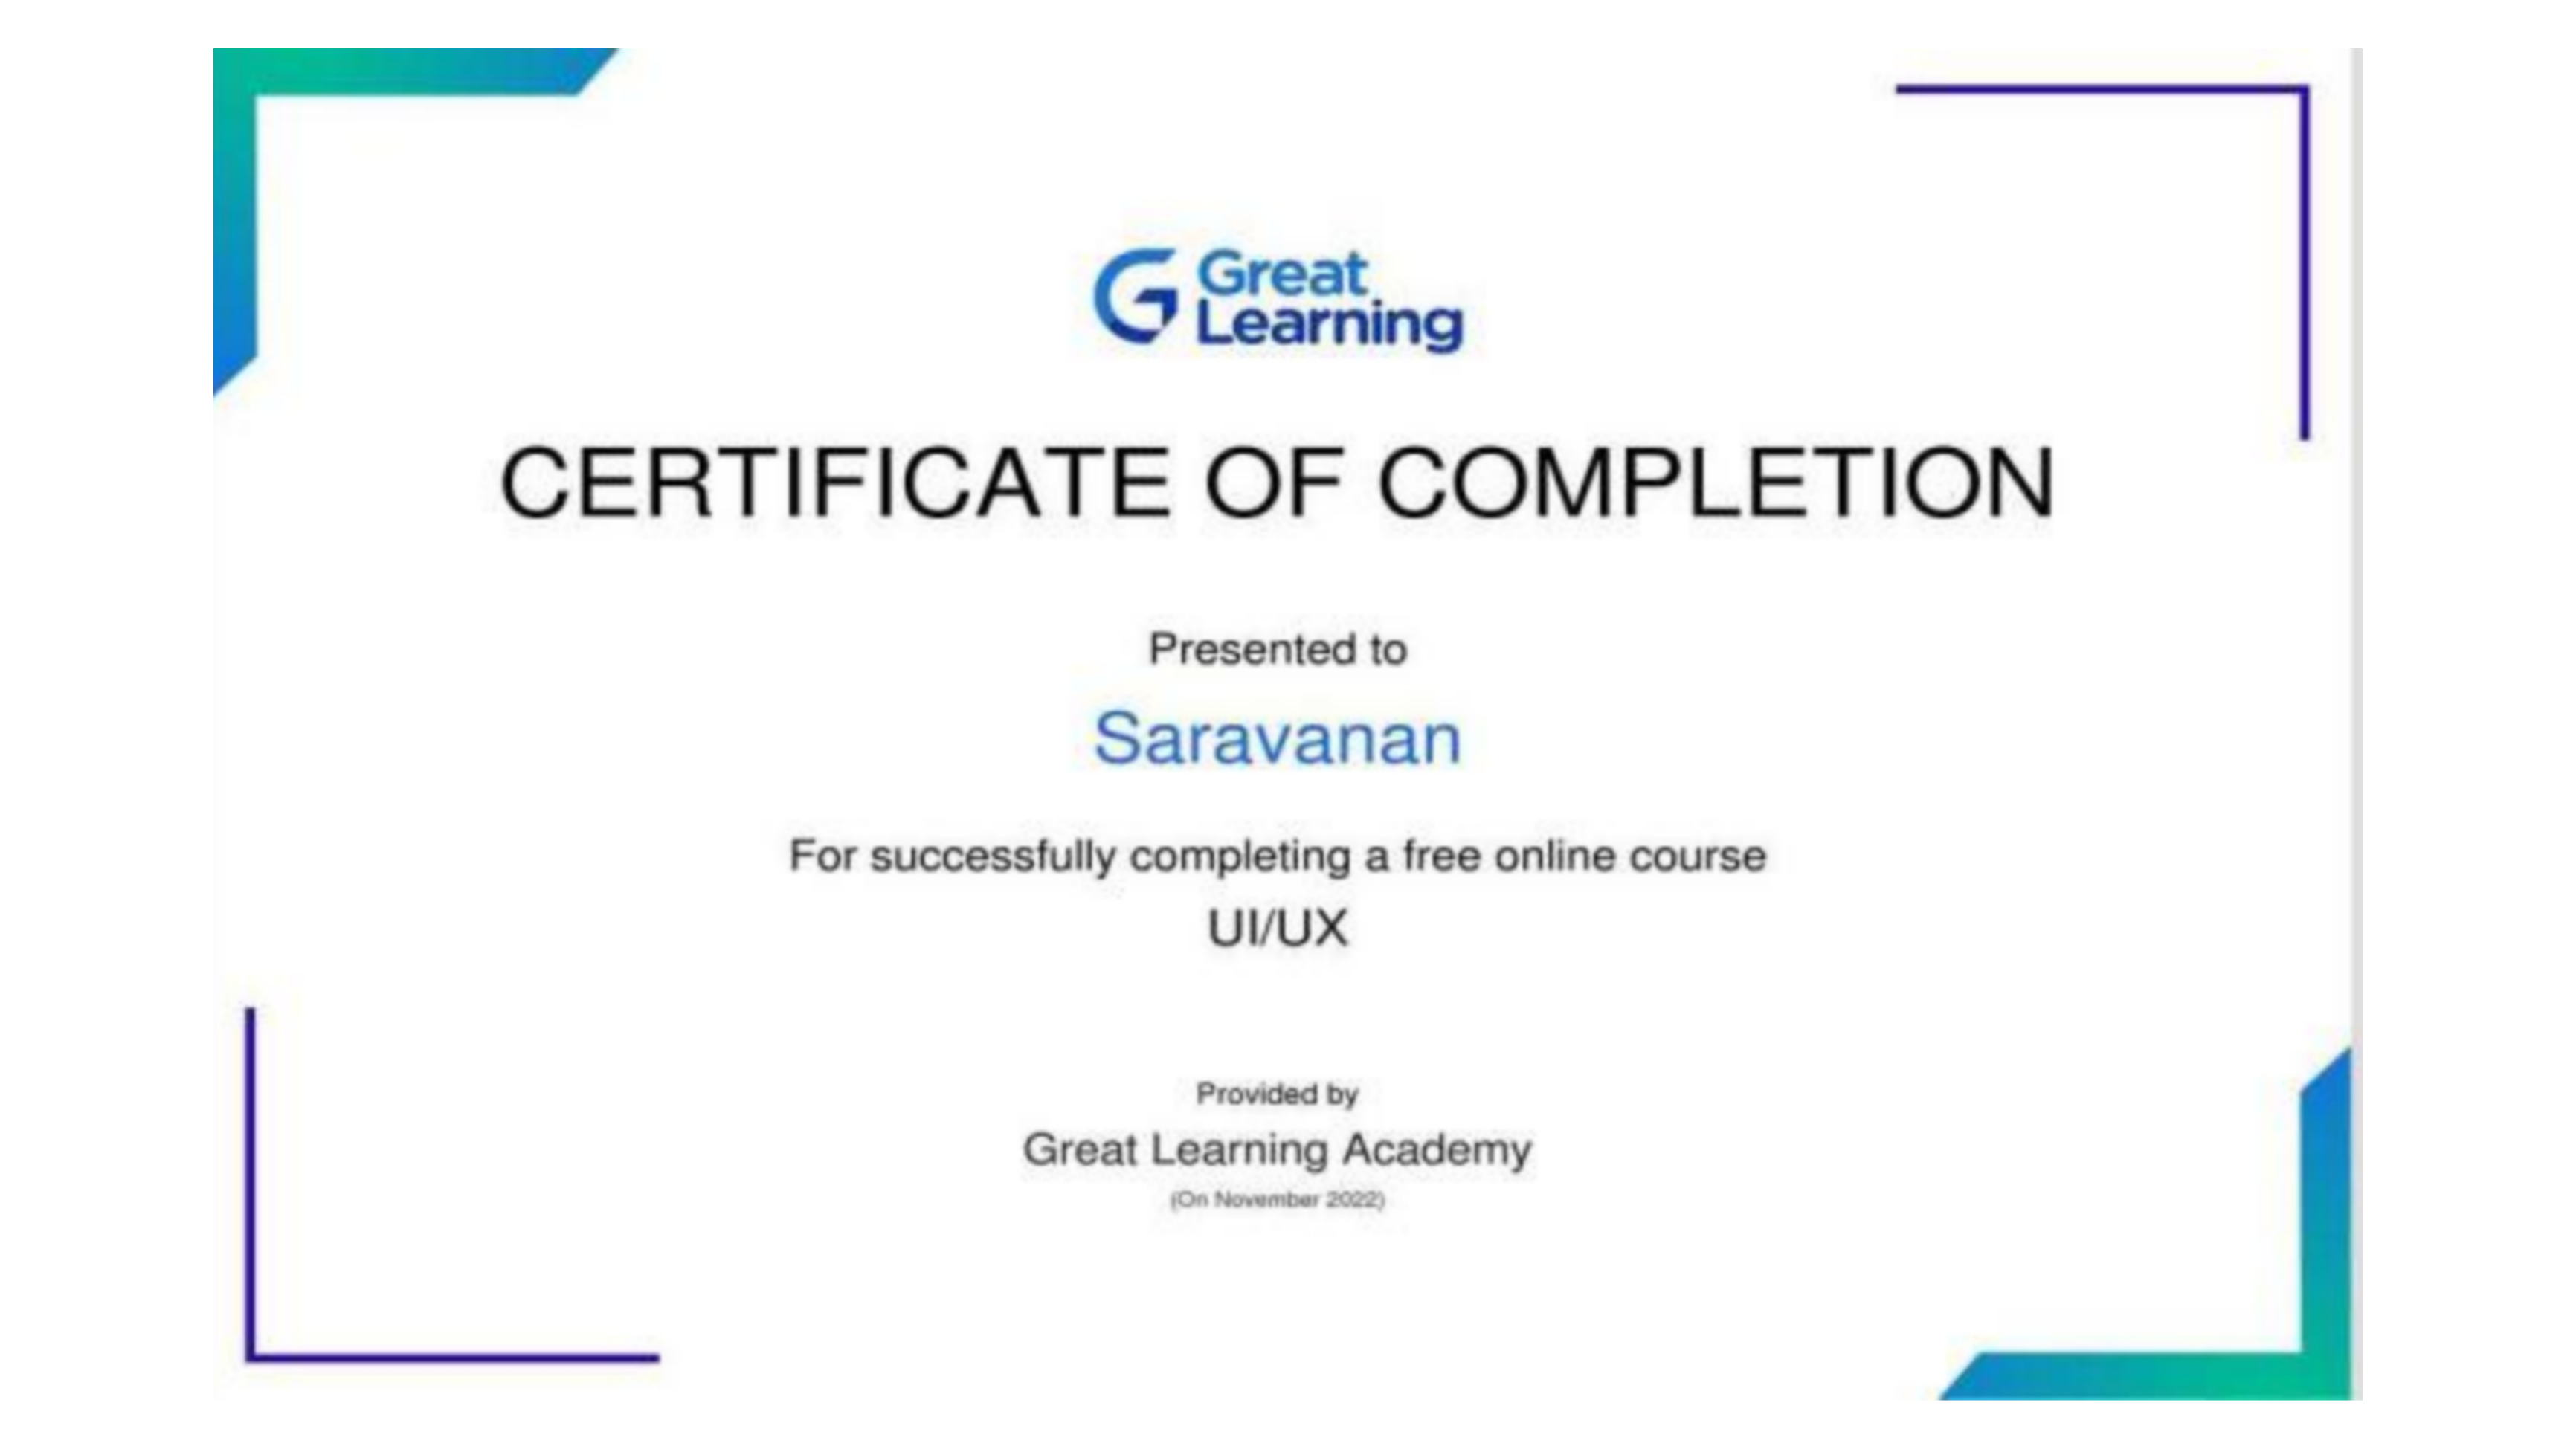 Great
Learning
CERTIFICATE OF COMPLETION
Presented to
Saravanan
For successfully completing a free online course
UI/UX
Provided by
Great Learning Academy
(On November 2022)